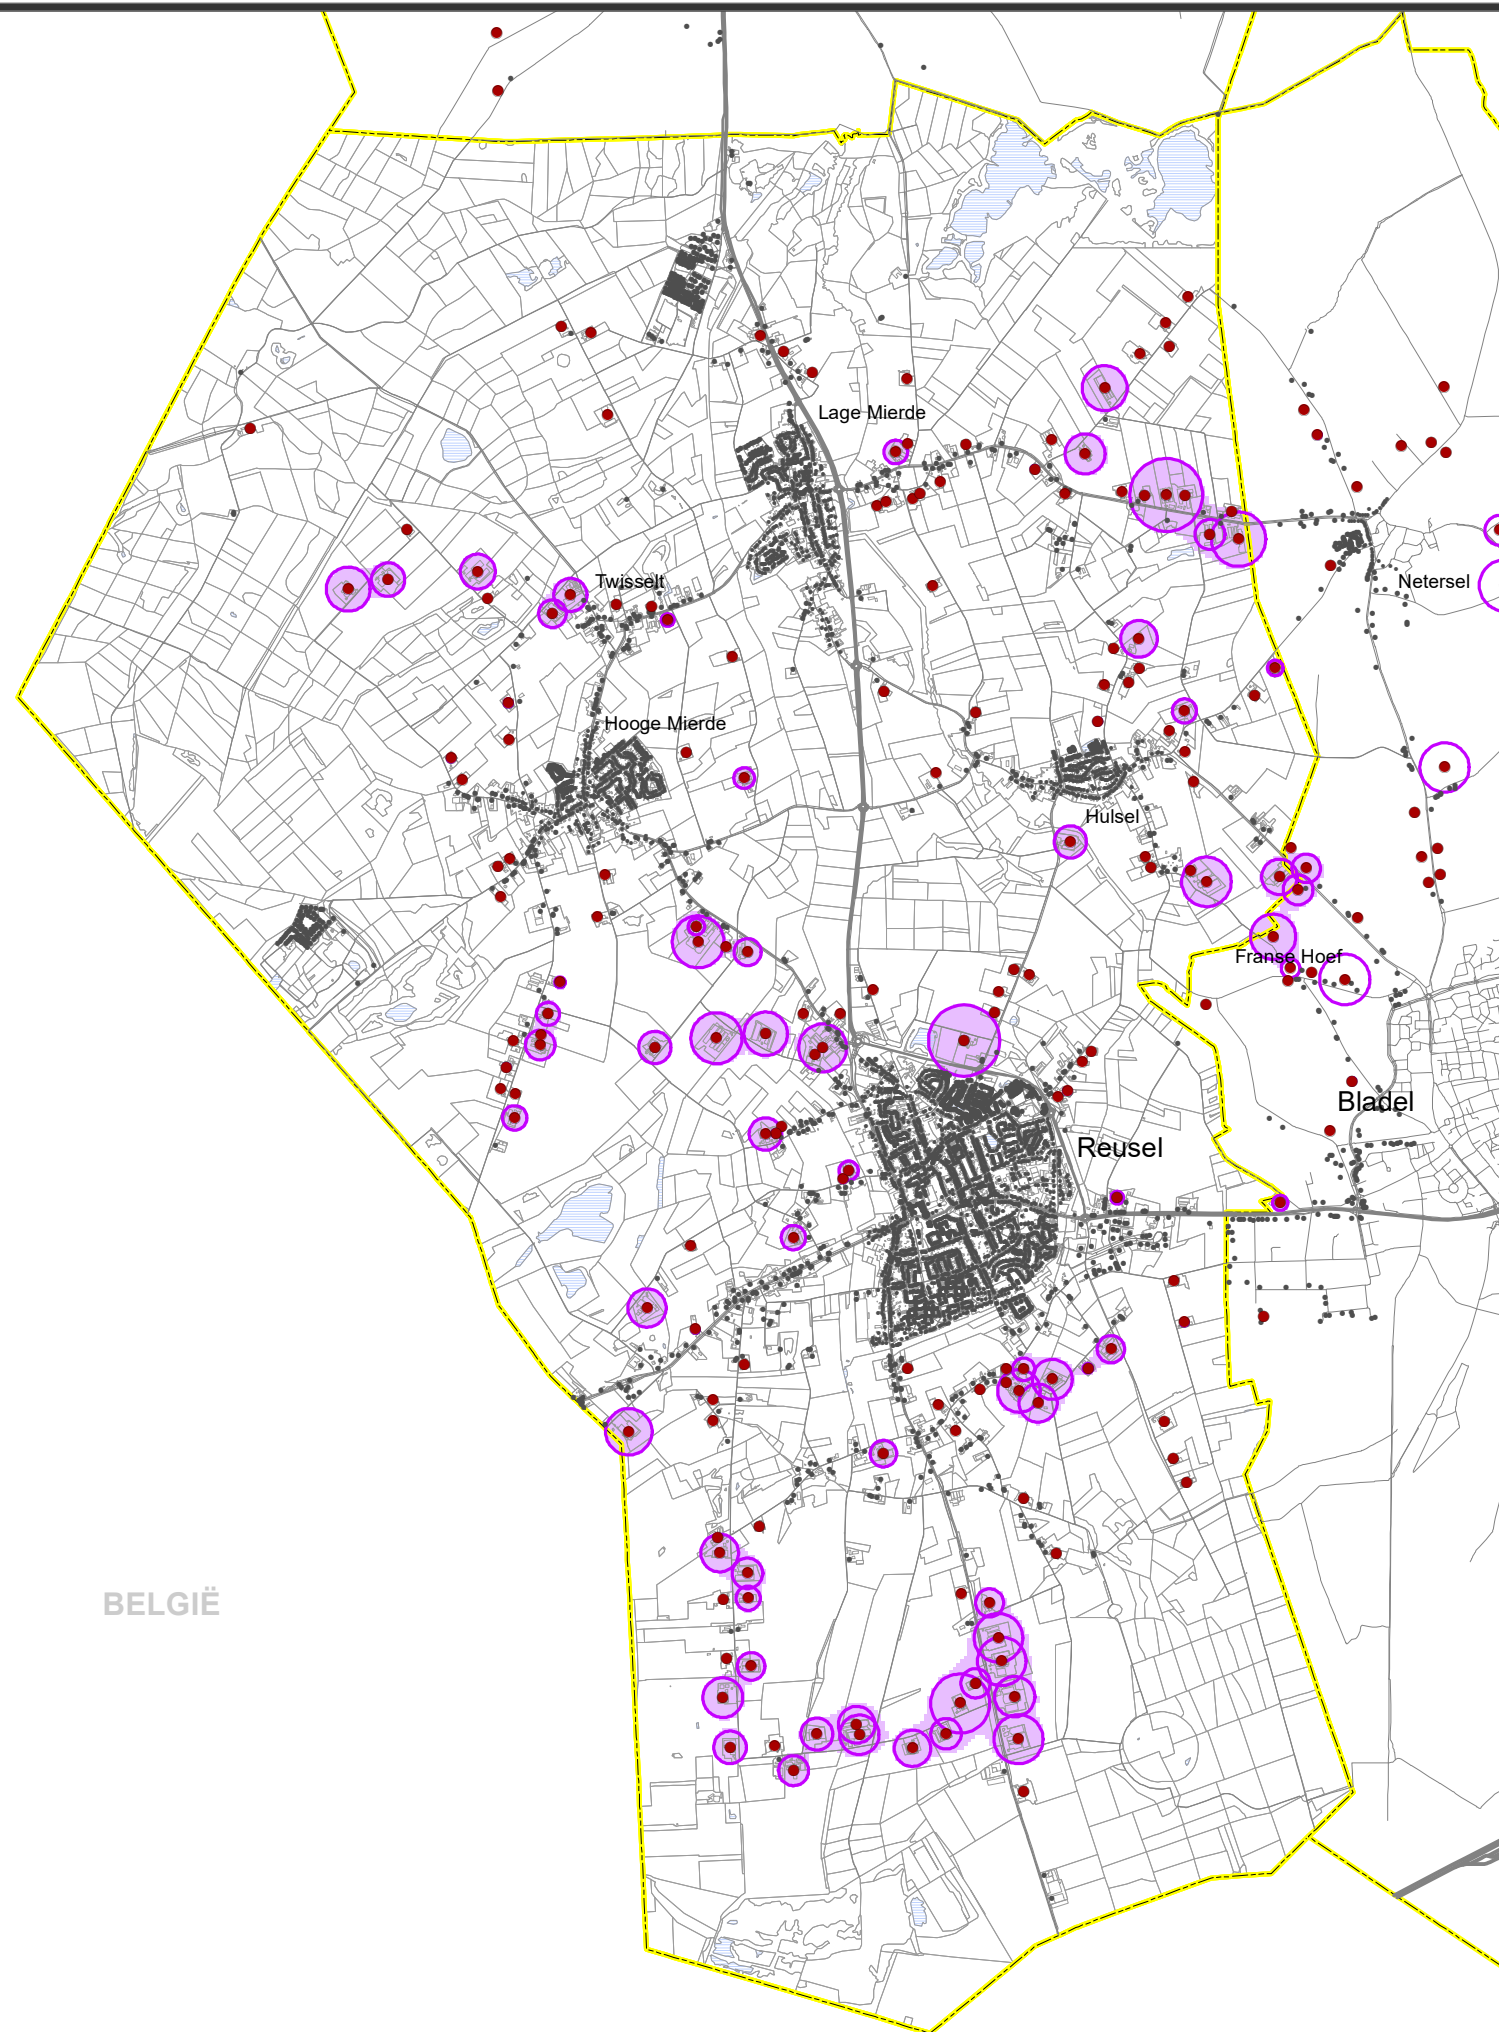 Lage Mierde
Twisselt
Netersel
Hooge Mierde
Hulsel
Franse Hoef
Bladel
Reusel
BELGIË